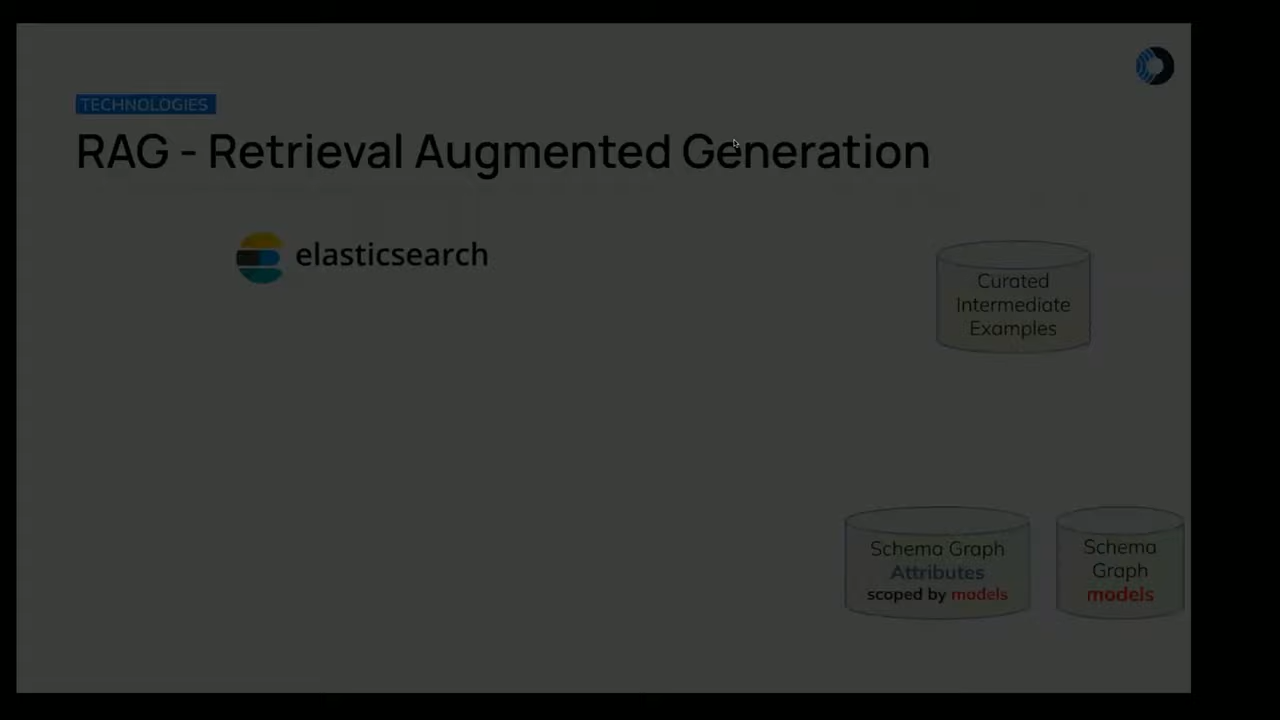 TECHNOLOGIES
RAG - Retrieval Augmented Generation
elasticsearch
Curated
Intermediate
Examples
Schema Graph
Attributes
scoped by models
Schema
Graph
models